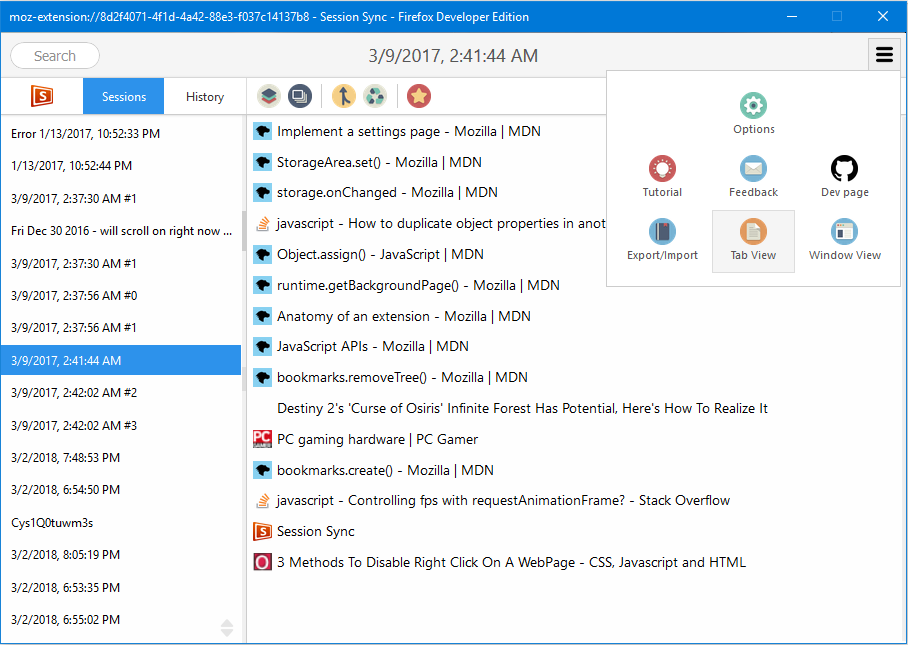 moz-extension://8d2f4071-4f1d-4a42-88e3-f037c14137b8 - Session Sync - Firefox Developer Edition
Search
3/9/2017, 2:41:44 AM
S
Sessions
History
Error 1/13/2017, 10:52:33 PM
1/13/2017, 10:52:44 PM
3/9/2017, 2:37:30 AM #1
Fri Dec 30 2016 - will scroll on right now ...
3/9/2017, 2:37:30 AM #1
3/9/2017, 2:37:56 AM #0
3/9/2017, 2:37:56 AM #1
3/9/2017, 2:41:44 AM
3/9/2017, 2:42:02 AM #2
3/9/2017, 2:42:02 AM #3
3/2/2018, 7:48:53 PM
3/2/2018, 6:54:50 PM
Cys1Q0tuwm3s
3/2/2018, 8:05:19 PM
3/2/2018, 6:53:35 PM
3/2/2018, 6:55:02 PM
Implement a settings page - Mozilla | MDN
StorageArea.set() - Mozilla | MDN
storage.onChanged - Mozilla | MDN
javascript - How to duplicate object properties in anot
Object.assign() - JavaScript | MDN
runtime.getBackgroundPage() - Mozilla | MDN
Anatomy of an extension - Mozilla | MDN
JavaScript APIs - Mozilla | MDN
bookmarks.removeTree() - Mozilla | MDN
Destiny 2's 'Curse of Osiris' Infinite Forest Has Potential, Here's How To Realize It
PC GAMER PC gaming hardware | PC Gamer
bookmarks.create() - Mozilla | MDN
javascript - Controlling fps with requestAnimationFrame? - Stack Overflow
S Session Sync
3 Methods To Disable Right Click On A WebPage - CSS, Javascript and HTML
Options
Tutorial
Feedback
Dev page
Export/Import
Tab View
Window View